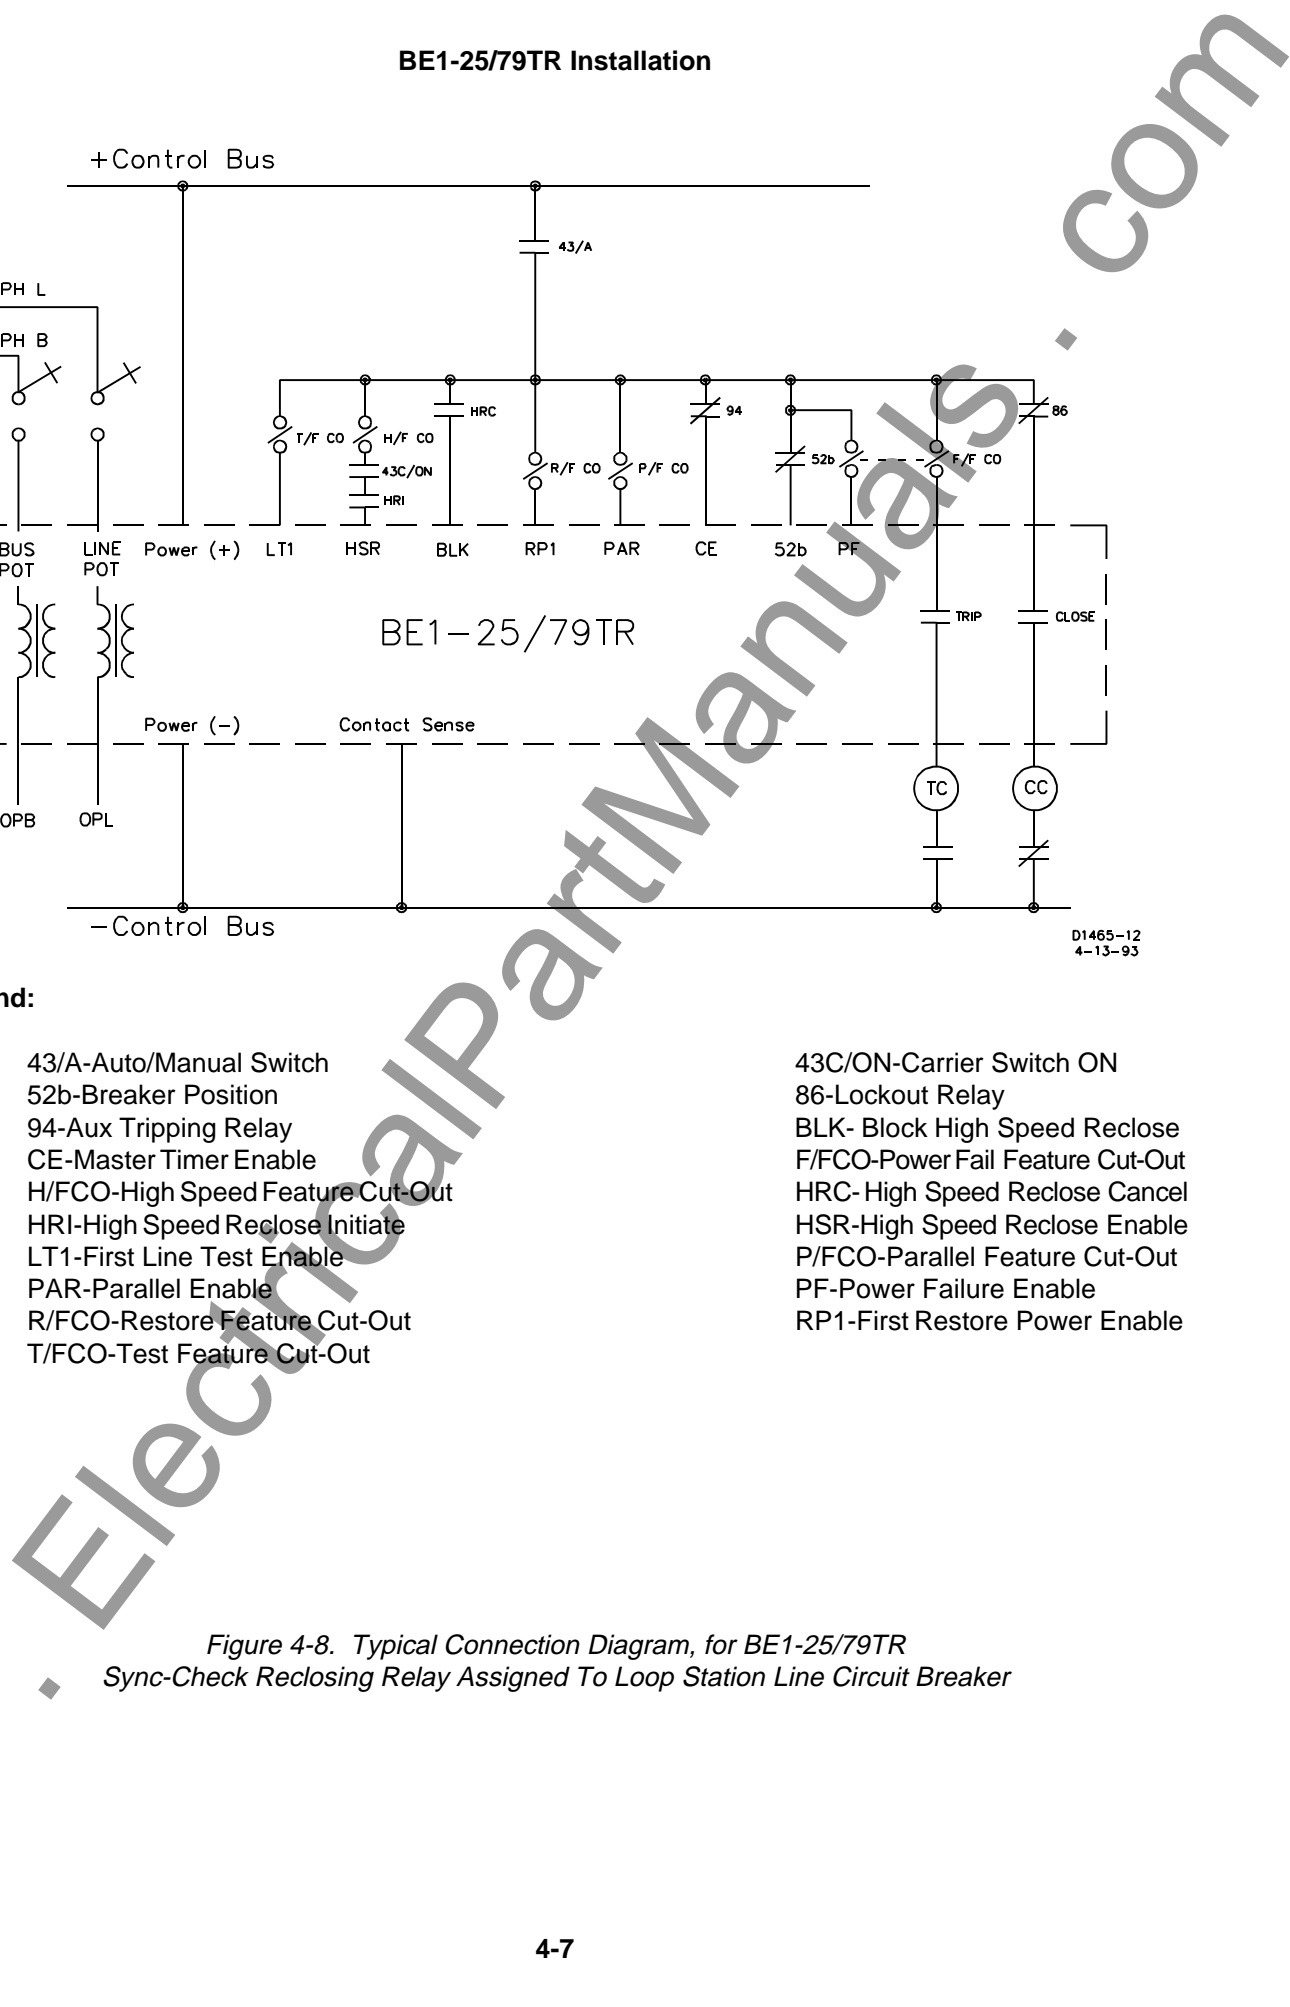 BE1-25/79TR Installation
+Control Bus
43/A
PH L
PH B
HRC
94
86
T/F CO
H/F CO
43C/ON
HRI
R/F CO
P/F CO
52b
F/F CO
BUS POT
LINE POT
Power (+)
LT1
HSR
BLK
RP1
PAR
CE
52b
PF
BE1-25/79TR
TRIP
CLOSE
Power (-)
Contact Sense
TC
CC
OPB
OPL
-Control Bus
D1465-12
4-13-93
nd:
43/A-Auto/Manual Switch
52b-Breaker Position
94-Aux Tripping Relay
CE-Master Timer Enable
H/FCO-High Speed Feature Cut-Out
HRI-High Speed Reclose Initiate
LT1-First Line Test Enable
PAR-Parallel Enable
R/FCO-Restore Feature Cut-Out
T/FCO-Test Feature Cut-Out
43C/ON-Carrier Switch ON
86-Lockout Relay
BLK- Block High Speed Reclose
F/FCO-Power Fail Feature Cut-Out
HRC- High Speed Reclose Cancel
HSR-High Speed Reclose Enable
P/FCO-Parallel Feature Cut-Out
PF-Power Failure Enable
RP1-First Restore Power Enable
Figure 4-8. Typical Connection Diagram, for BE1-25/79TR
Sync-Check Reclosing Relay Assigned To Loop Station Line Circuit Breaker
4-7
. ElectricalPartManuals . com